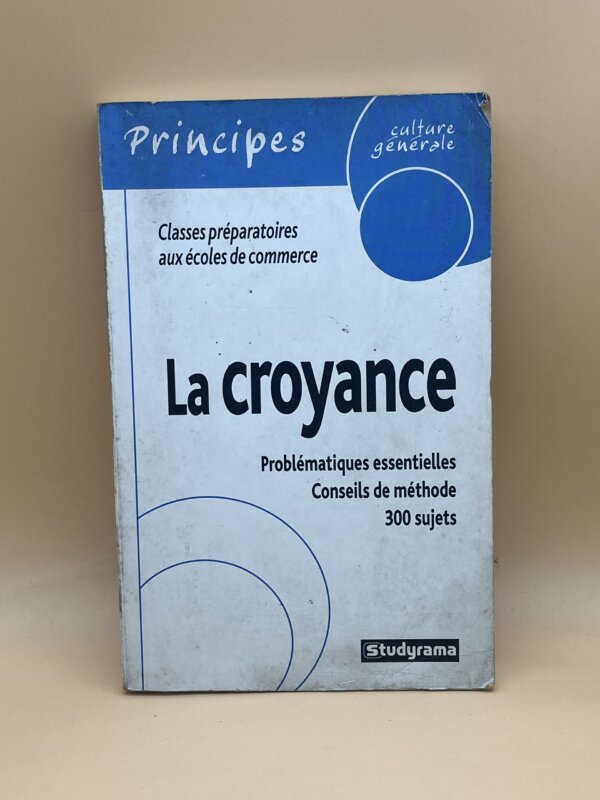 Principes
culture
générale
Classes préparatoires
aux écoles de commerce
La croyance
Problématiques essentielles
Conseils de méthode
300 sujets
Studyrama